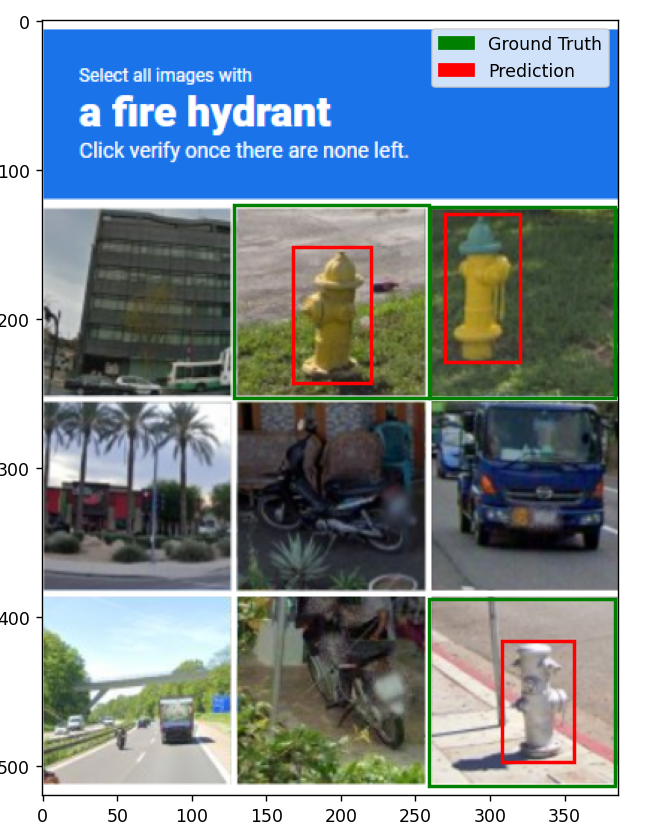 0
Ground Truth
Select all images with
Prediction
a fire hydrant
Click verify once there are none left.
100
200
300
400
500
0 50 100 150 200 250 300 350